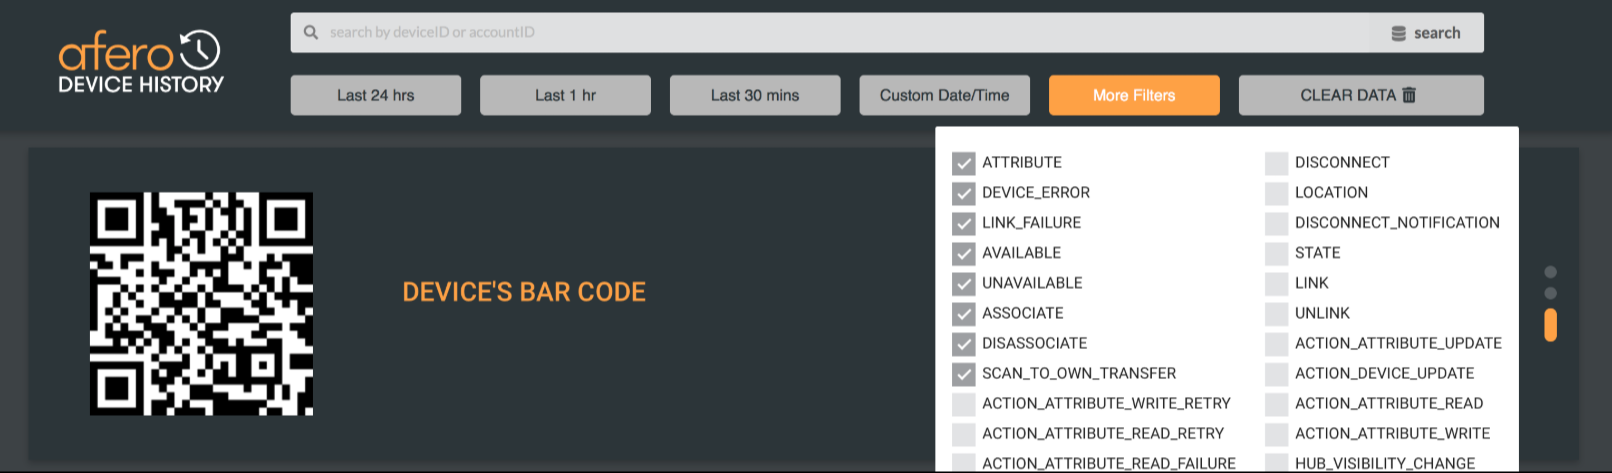 afero
DEVICE HISTORY
search by deviceID or accountID
search
Last 24 hrs
Last 1 hr
Last 30 mins
Custom Date/Time
More Filters
CLEAR DATA
DEVICE'S BAR CODE
ATTRIBUTE
DEVICE_ERROR
LINK_FAILURE
AVAILABLE
UNAVAILABLE
ASSOCIATE
DISASSOCIATE
SCAN_TO_OWN_TRANSFER
ACTION_ATTRIBUTE_WRITE_RETRY
ACTION_ATTRIBUTE_READ_RETRY
ACTION_ATTRIBUTE_READ_FAILURE
DISCONNECT
LOCATION
DISCONNECT_NOTIFICATION
STATE
LINK
UNLINK
ACTION_ATTRIBUTE_UPDATE
ACTION_DEVICE_UPDATE
ACTION_ATTRIBUTE_READ
ACTION_ATTRIBUTE_WRITE
HUB_VISIBILITY_CHANGE